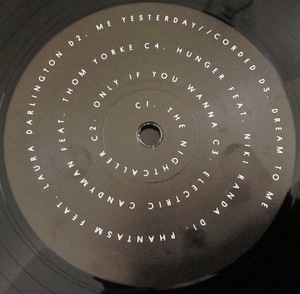 C1. THE NIGHTCALLER C2. ONLY IF YOU WANNA C3 ELECTRIC CANDYMAN FEAT. THOM YORKE C4. HUNGER FEAT. NIKI RANDA D1. PHANTASM FEAT. LAURA DARLINGTON D2. ME YESTERDAY//CORDED D3. DREAM TO ME